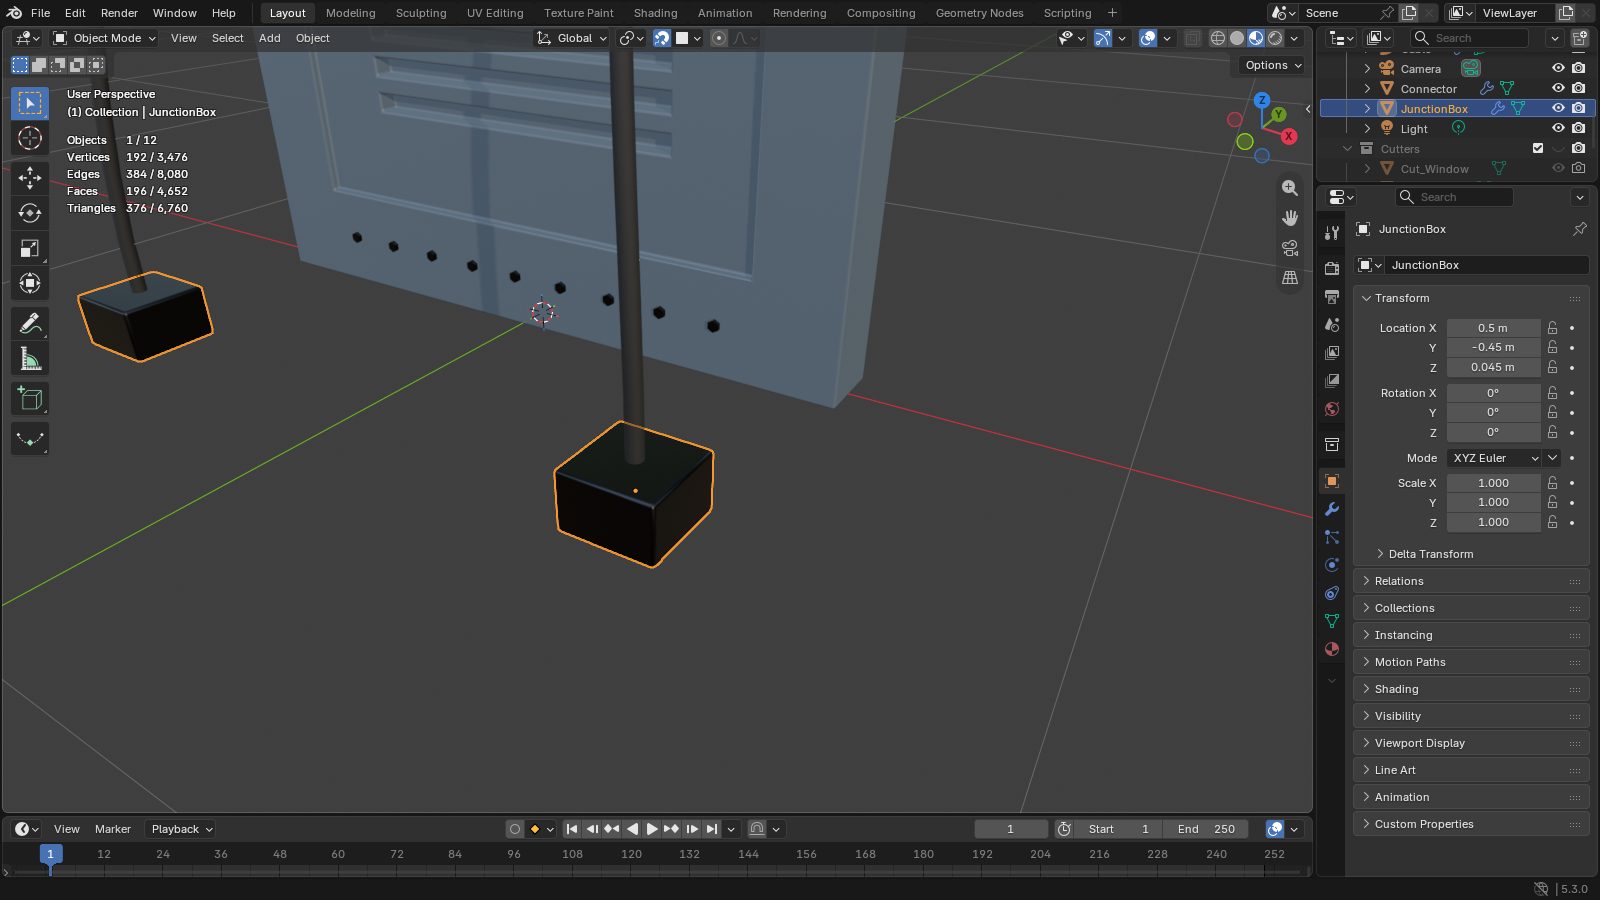 File Edit Render Window Help Layout Modeling Sculpting UV Editing Texture Paint Shading Animation Rendering Compositing Geometry Nodes Scripting Scene ViewLayer
Object Mode View Select Add Object Global
Search
Options
User Perspective
(1) Collection | JunctionBox
Objects 1 / 12
Vertices 192 / 3,476
Edges 384 / 8,080
Faces 196 / 4,652
Triangles 376 / 6,760
Z
Y
X
Camera
Connector
JunctionBox
Light
Cutters
Cut_Window
Search
JunctionBox
JunctionBox
Transform
Location X 0.5 m
Y -0.45 m
Z 0.045 m
Rotation X 0°
Y 0°
Z 0°
Mode XYZ Euler
Scale X 1.000
Y 1.000
Z 1.000
Delta Transform
Relations
Collections
Instancing
Motion Paths
Shading
Visibility
Viewport Display
Line Art
Animation
Custom Properties
View Marker Playback 1 Start 1 End 250
1 12 24 36 48 60 72 84 96 108 120 132 144 156 168 180 192 204 216 228 240 252
5.3.0